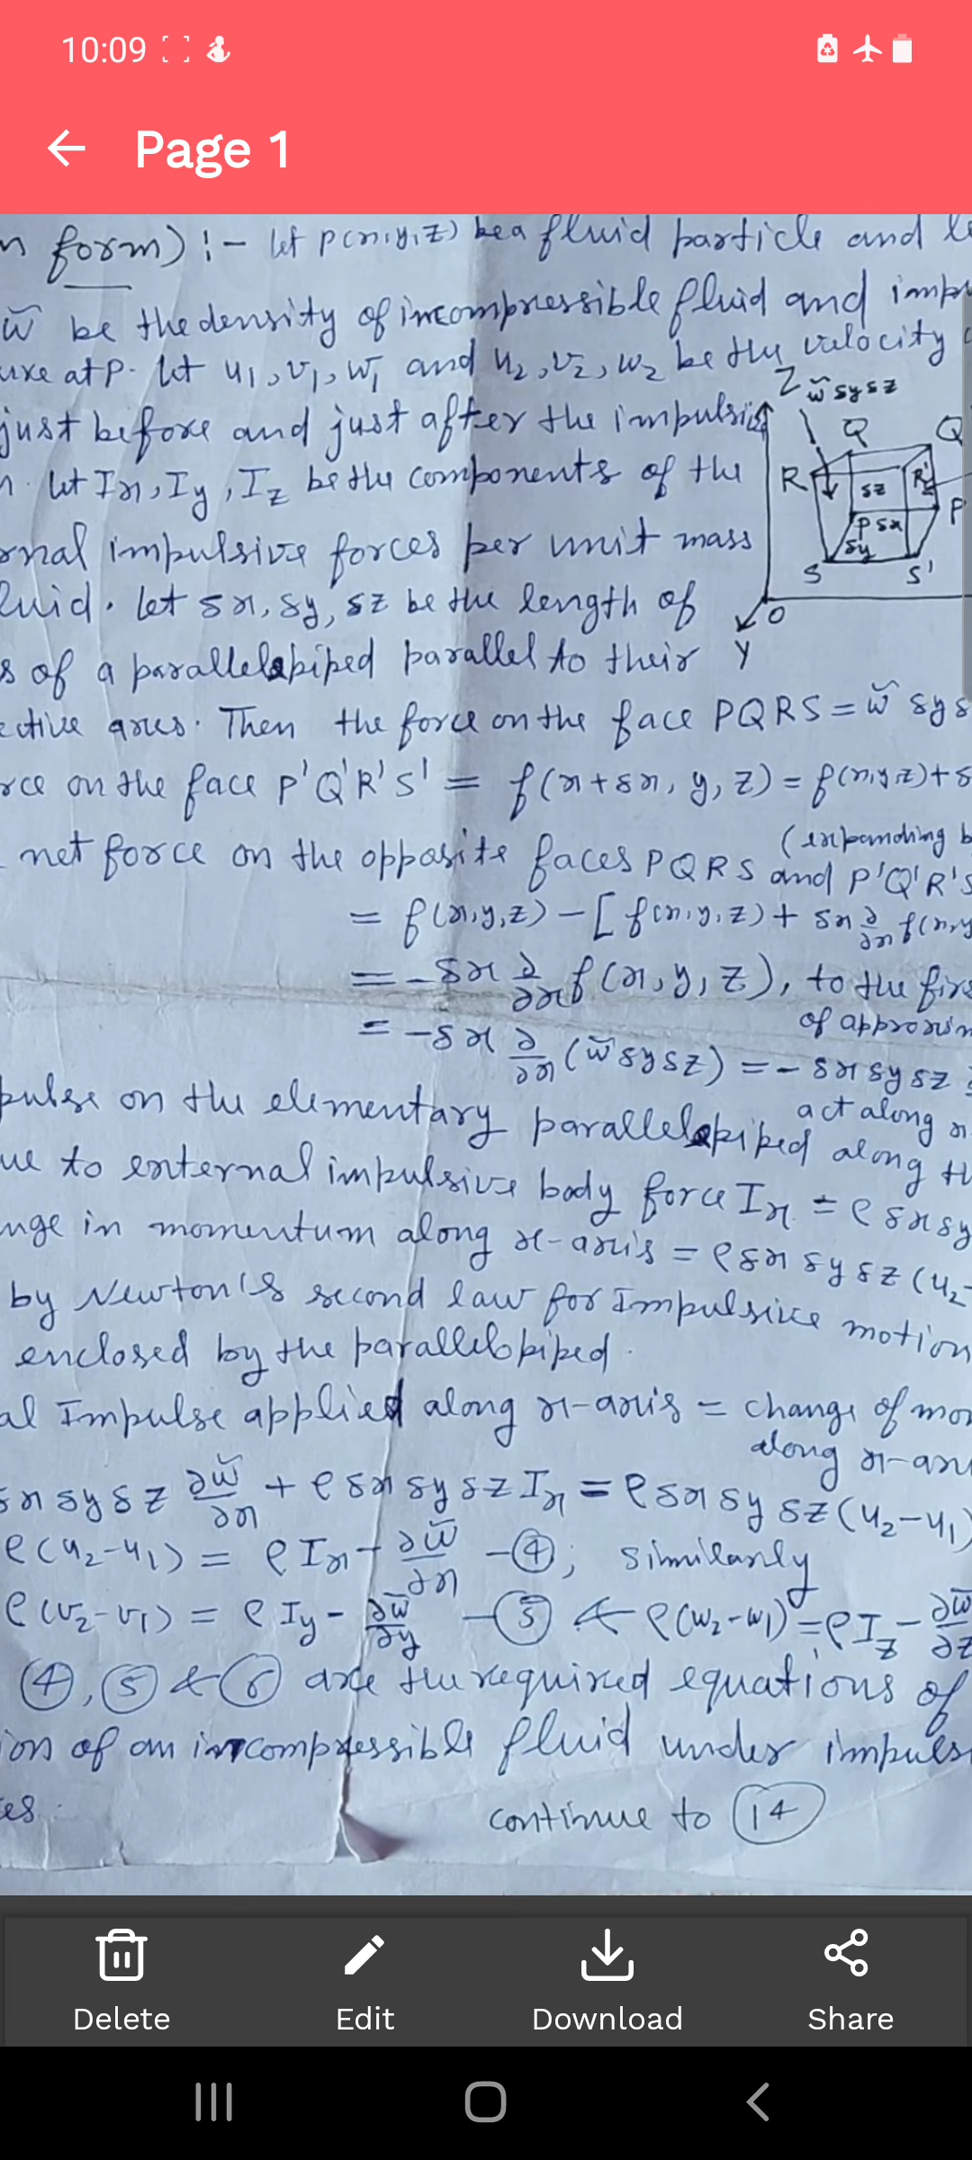 10:09
Page 1
n form) :- let P(x,y,z) be a fluid particle and le
w̆ be the density of incompressible fluid and impu
ure at P. let u₁, v₁, w₁ and u₂, v₂, w₂ be the velocity
just before and just after the impulsive
n. let Ix, Iy, Iz be the components of the
rnal impulsive forces per unit mass
luid. let δx, δy, δz be the length of
s of a parallelopiped parallel to their
ective axes. Then the force on the face PQRS = w̆ δyδ
Z
w̆ δyδz
Q
Q
R
R'
δz
P
δx
P
δy
S
S'
O
Y
rce on the face P'Q'R'S' = f(x+δx, y, z) = f(x,y,z)+δ
(expanding b
net force on the opposite faces PQRS and P'Q'R'S
= f(x,y,z) - [f(x,y,z) + δx ∂/∂x f(x,y
= -δx ∂/∂x f(x, y, z), to the firs
of approxim
= -δx ∂/∂x (w̆ δyδz) = - δx δy δz
act along x
pulse on the elementary parallelopiped along th
ue to external impulsive body force Ix = ρ δx δy
nge in momentum along x-axis = ρδx δy δz (u₂-
by Newton's second law for Impulsive motion
enclosed by the parallelopiped.
al Impulse applied along x-axis = change of mom
along x-axi
δx δy δz ∂w̆/∂x + ρ δx δy δz Ix = ρ δx δy δz (u₂-u₁)
ρ(u₂-u₁) = ρ Ix - ∂w̆/∂x - ④; similarly
ρ(v₂-v₁) = ρ Iy - ∂w̆/∂y - ⑤ & ρ(w₂-w₁) = ρ Iz - ∂w̆/∂z
④, ⑤ & ⑥ are the required equations of
ion of an incompressible fluid under impuls
es.
continue to ⑭
Delete
Edit
Download
Share